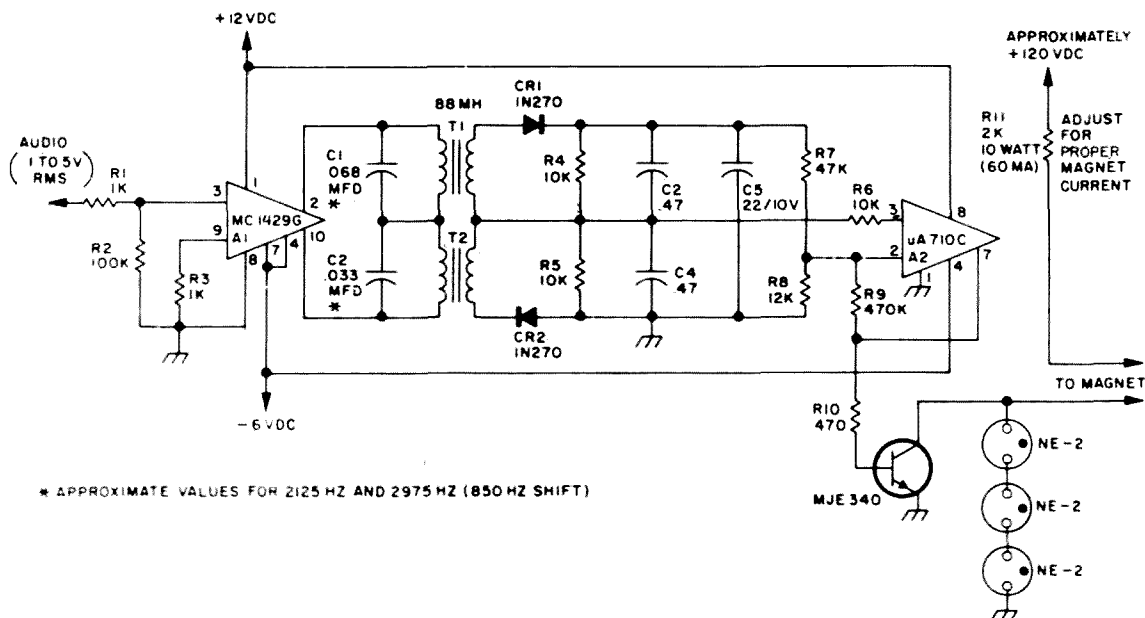 +12VDC
APPROXIMATELY
+120 VDC
AUDIO
(1 TO 5V)
RMS
R1
1K
R2
100K
R3
1K
3
9
1
2
10
MC1429G
A1
8
7
4
-6VDC
C1
.068
MFD
*
C2
.033
MFD
*
88MH
T1
T2
CR1
1N270
CR2
1N270
R4
10K
R5
10K
C2
.47
C4
.47
C5
22/10V
R7
47K
R8
12K
R6
10K
R9
470K
R10
470
3
2
uA710C
A2
8
7
4
1
R11
2K
10 WATT
(60 MA)
ADJUST
FOR
PROPER
MAGNET
CURRENT
TO MAGNET
MJE340
NE-2
NE-2
NE-2
* APPROXIMATE VALUES FOR 2125 HZ AND 2975 HZ (850 HZ SHIFT)